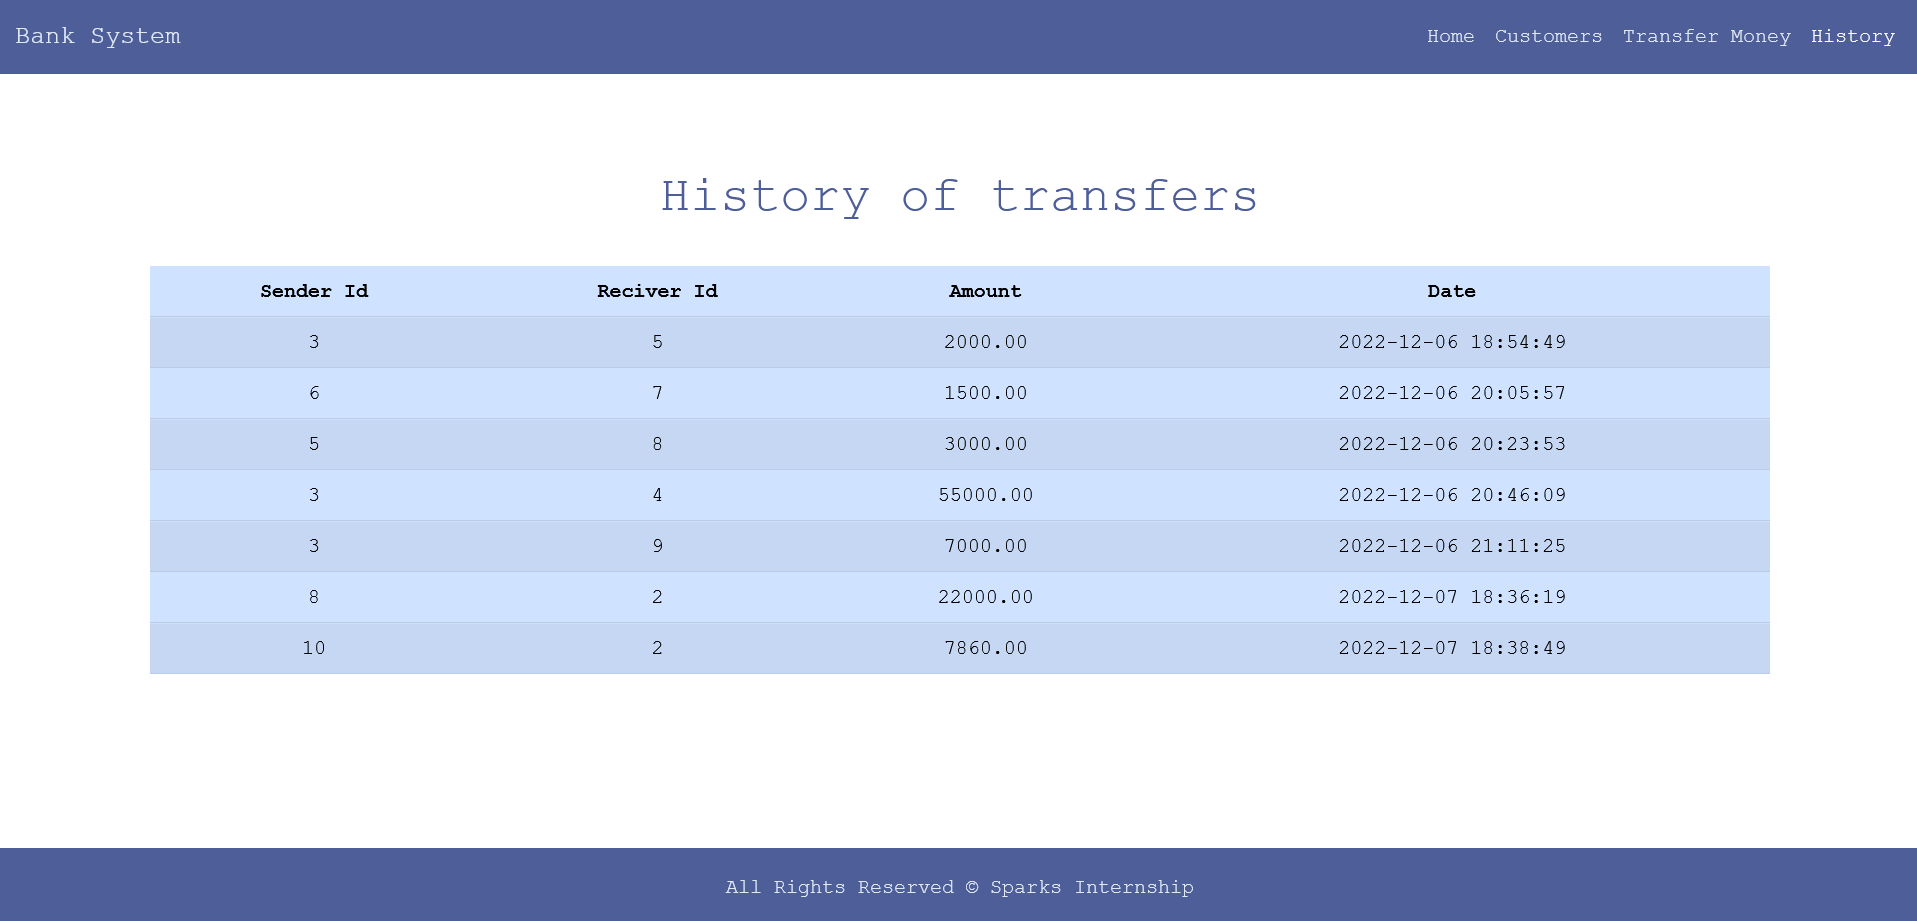 Bank System Home Customers Transfer Money History
History of transfers
Sender Id Reciver Id Amount Date
3 5 2000.00 2022-12-06 18:54:49
6 7 1500.00 2022-12-06 20:05:57
5 8 3000.00 2022-12-06 20:23:53
3 4 55000.00 2022-12-06 20:46:09
3 9 7000.00 2022-12-06 21:11:25
8 2 22000.00 2022-12-07 18:36:19
10 2 7860.00 2022-12-07 18:38:49
All Rights Reserved © Sparks Internship